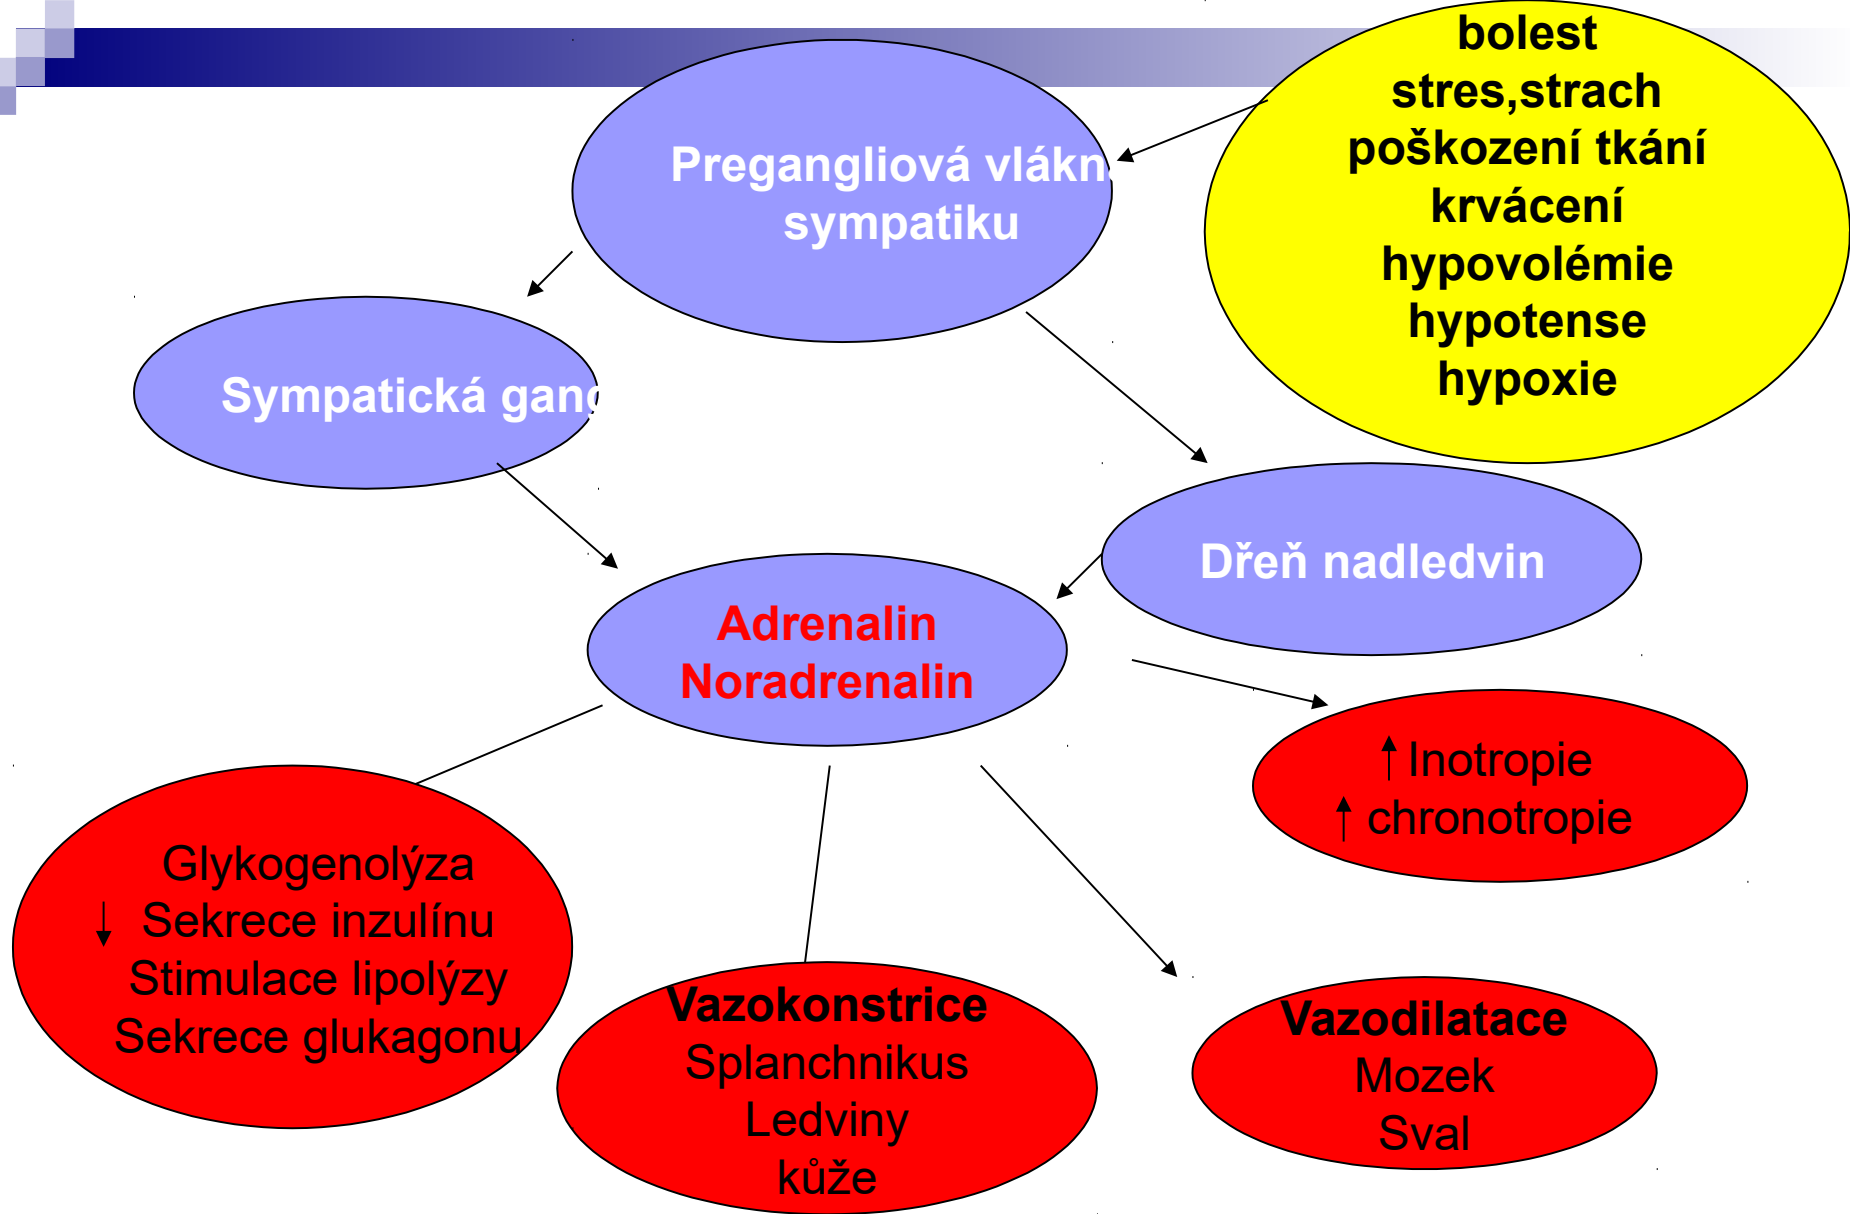 bolest
stres,strach
poškození tkání
krvácení
hypovolémie
hypotense
hypoxie
Pregangliová vlákn
sympatiku
Sympatická gang
Dřeň nadledvin
Adrenalin
Noradrenalin
↑ Inotropie
↑ chronotropie
Glykogenolýza
↓ Sekrece inzulínu
Stimulace lipolýzy
Sekrece glukagonu
Vazokonstrice
Splanchnikus
Ledviny
kůže
Vazodilatace
Mozek
Sval